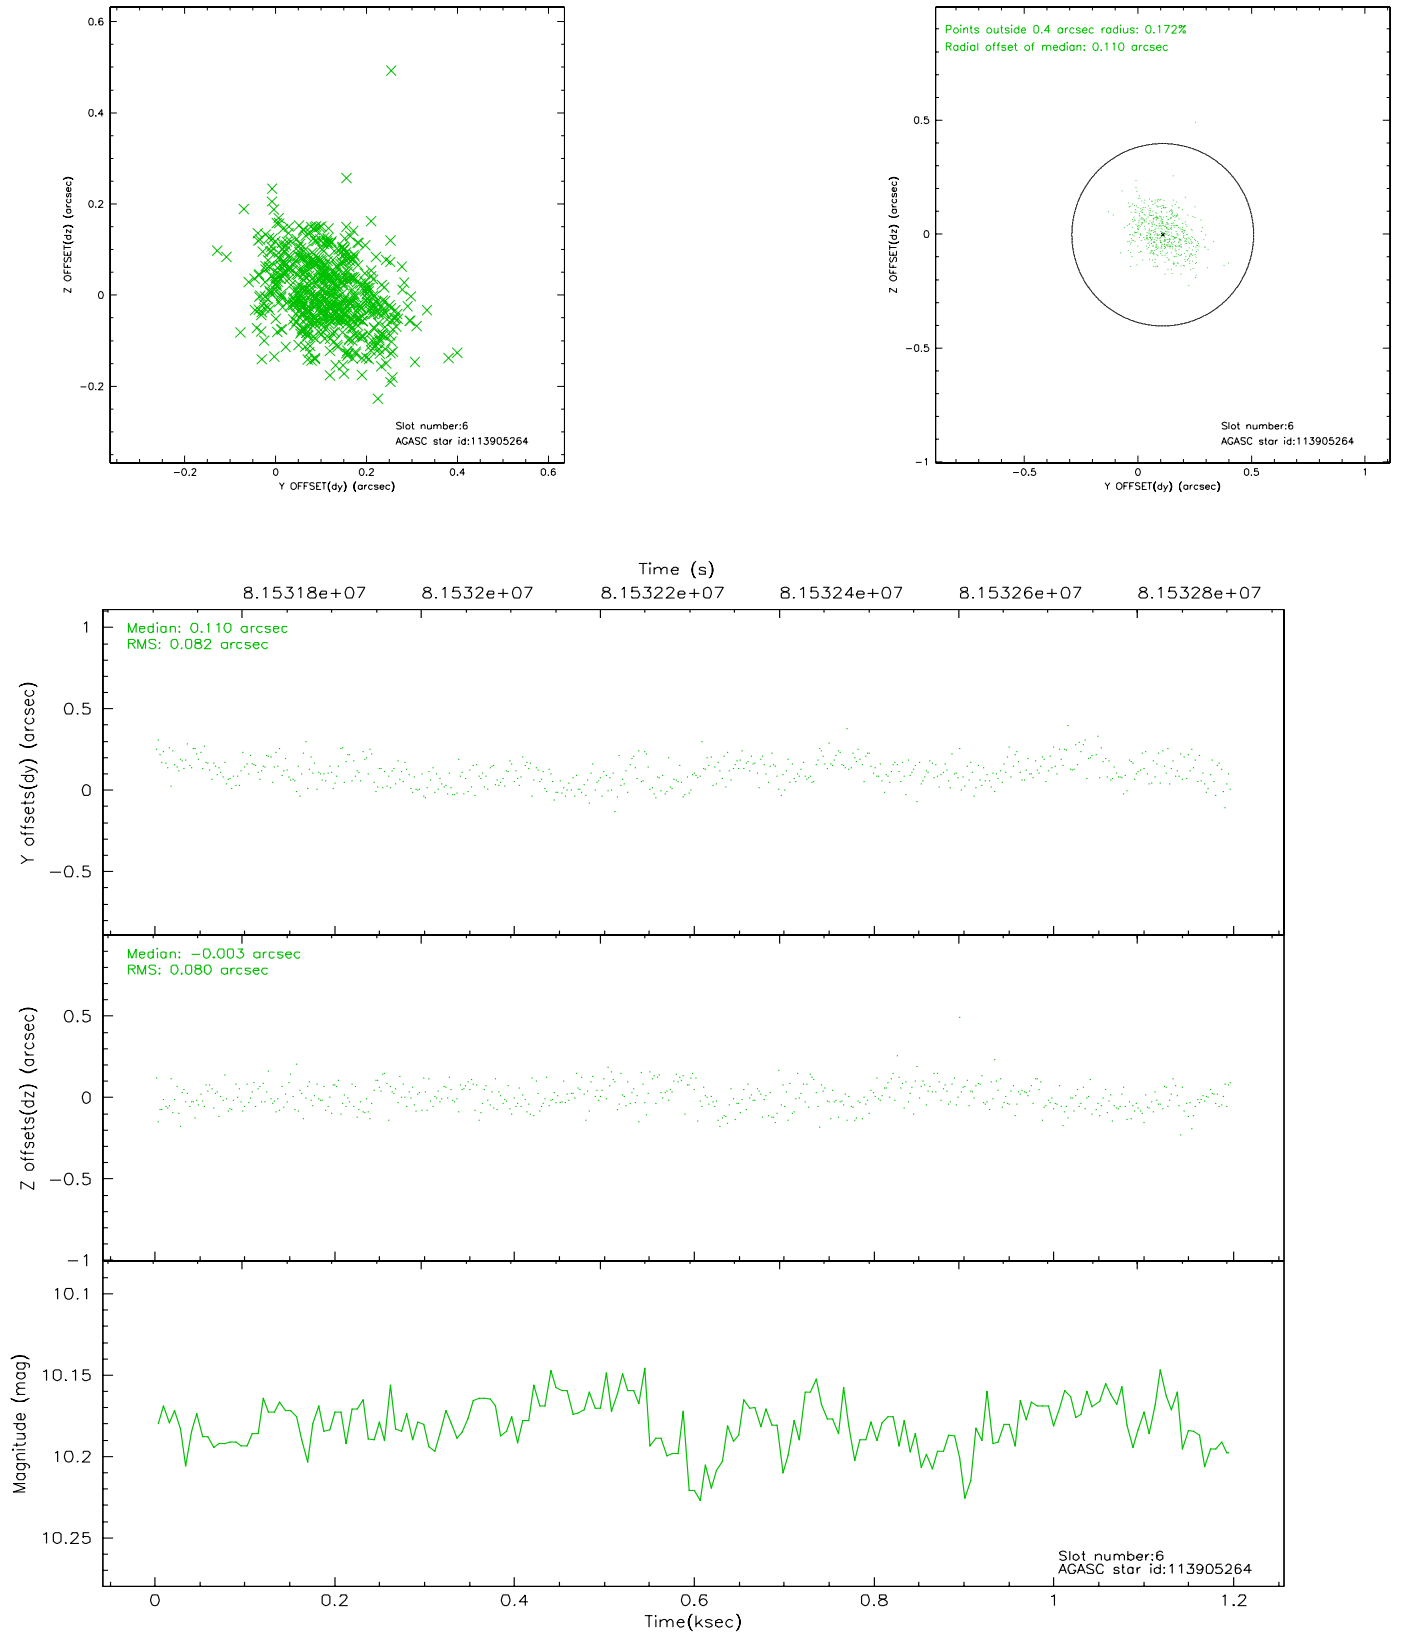 0.6
0.4
0.2
0
−0.2
Z OFFSET(dz) (arcsec)
−0.2
0
0.2
0.4
0.6
Y OFFSET(dy) (arcsec)
Slot number:6
AGASC star id:113905264
Points outside 0.4 arcsec radius: 0.172%
Radial offset of median: 0.110 arcsec
0.5
0
−0.5
−1
Z OFFSET(dz) (arcsec)
−0.5
0
0.5
1
Y OFFSET(dy) (arcsec)
Slot number:6
AGASC star id:113905264
Time (s)
8.15318e+07
8.1532e+07
8.15322e+07
8.15324e+07
8.15326e+07
8.15328e+07
Median: 0.110 arcsec
RMS: 0.082 arcsec
1
0.5
0
−0.5
Y offsets(dy) (arcsec)
Median: −0.003 arcsec
RMS: 0.080 arcsec
0.5
0
−0.5
−1
Z offsets(dz) (arcsec)
10.1
10.15
10.2
10.25
Magnitude (mag)
Slot number:6
AGASC star id:113905264
0
0.2
0.4
0.6
0.8
1
1.2
Time(ksec)